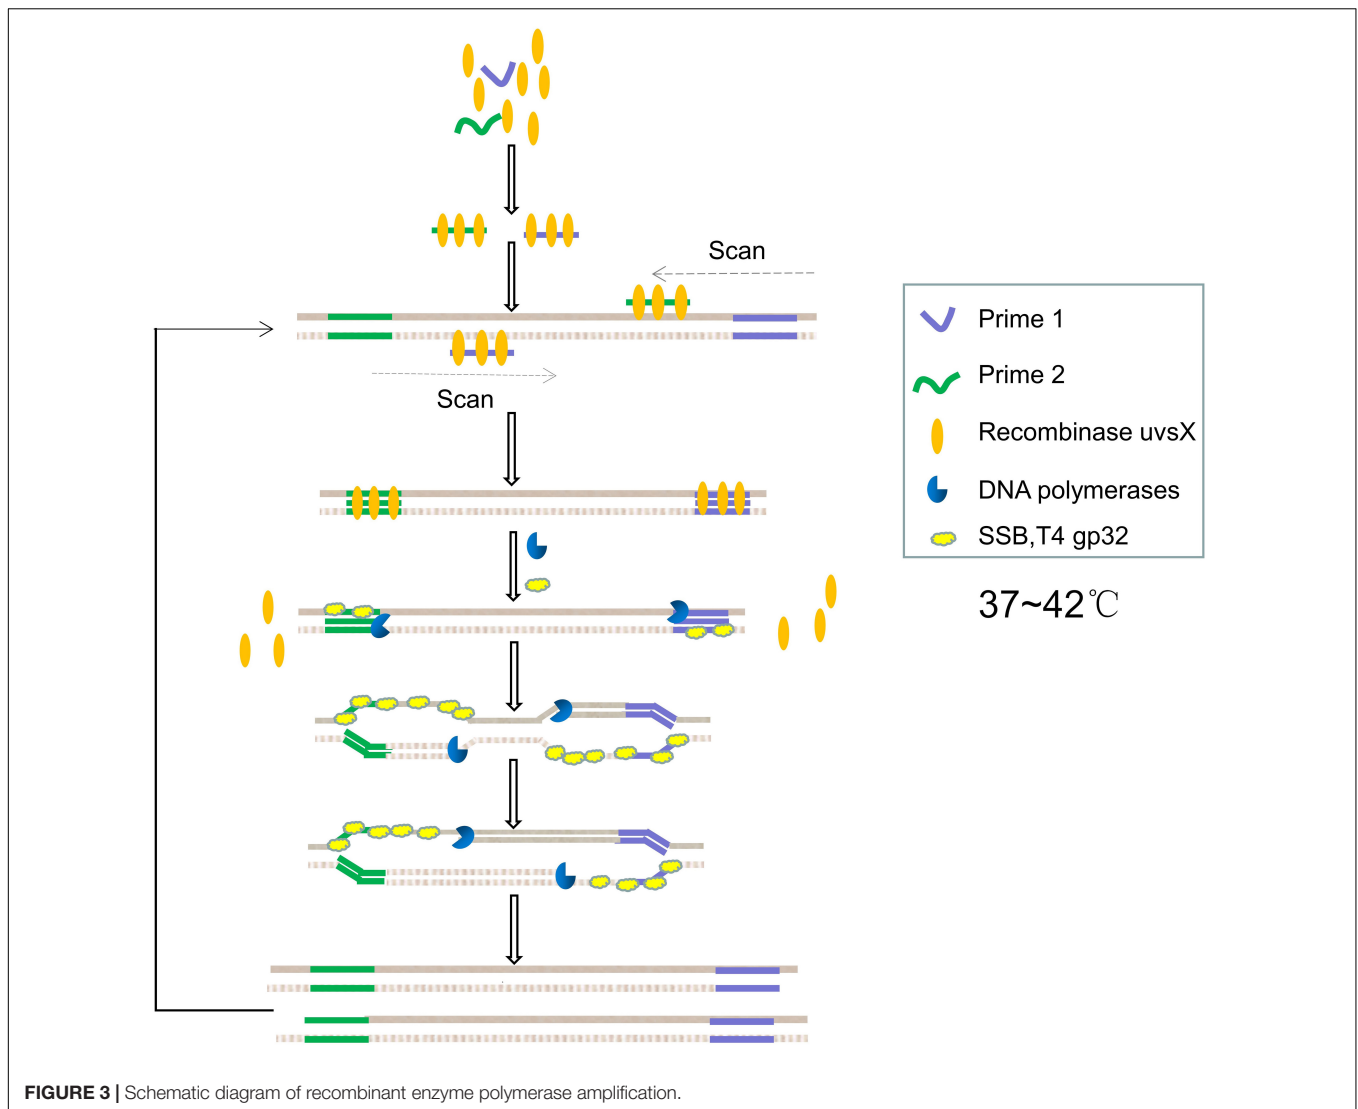 Scan
Scan
Prime 1
Prime 2
Recombinase uvsX
DNA polymerases
SSB,T4 gp32
37~42℃
FIGURE 3 | Schematic diagram of recombinant enzyme polymerase amplification.